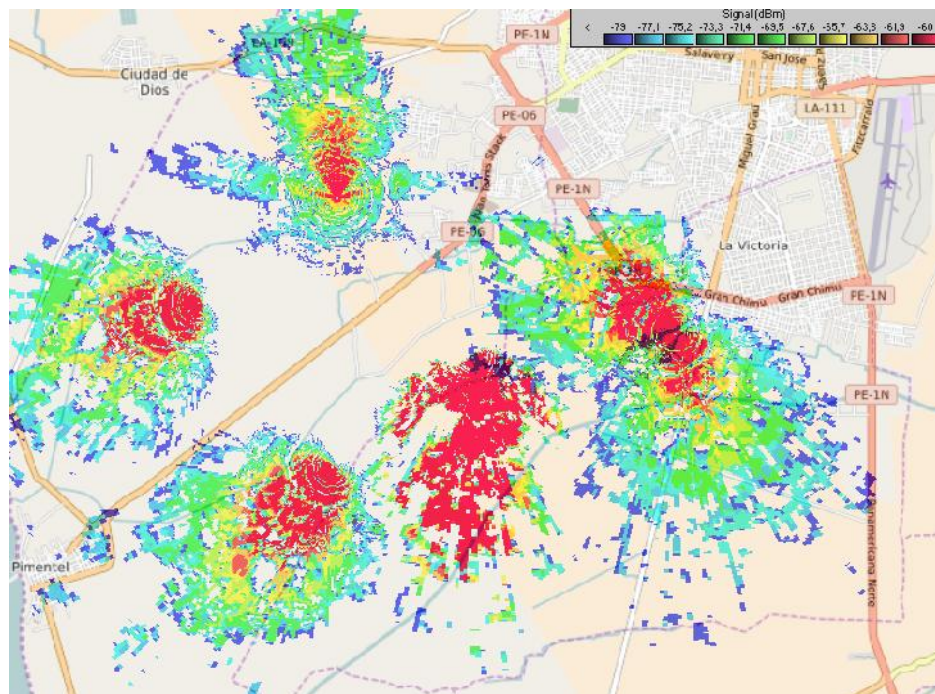 Signal(dBm)
< -79 -77,1 -75,2 -73,3 -71,4 -69,5 -67,6 -65,7 -63,8 -61,9 -60
PE-1N
Salaverry
San Jose
Ciudad de
Dios
PE-06
LA-111
Miguel Grau
Fitzcarrald
PE-1N
PE-06
La Victoria
Gran Chimu
Gran Chimu
PE-1N
PE-1N
Pimentel
Panamericana Norte